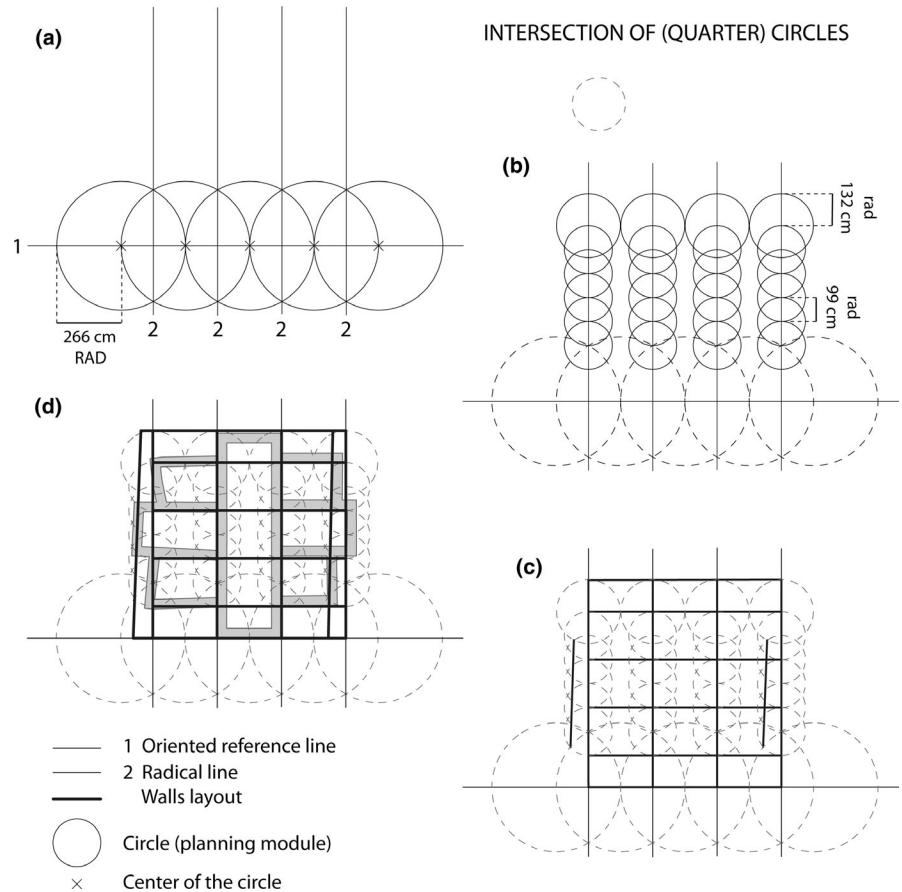 (a)
INTERSECTION OF (QUARTER) CIRCLES
1
2 2 2 2
266 cm
RAD
(b)
rad
132 cm
rad
99 cm
(d)
(c)
1 Oriented reference line
2 Radical line
Walls layout
Circle (planning module)
Center of the circle